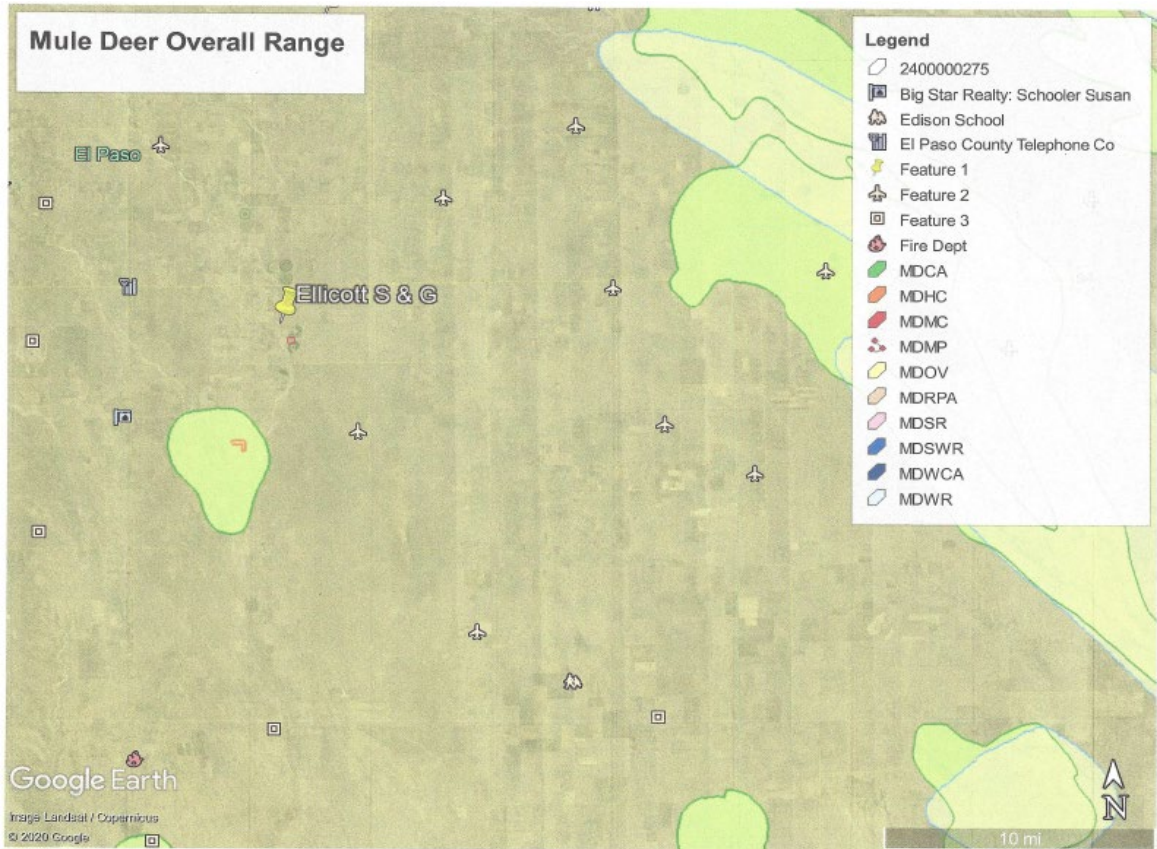 Mule Deer Overall Range
El Paso
Ellicott S & G
Legend
2400000275
Big Star Realty: Schooler Susan
Edison School
El Paso County Telephone Co
Feature 1
Feature 2
Feature 3
Fire Dept
MDCA
MDHC
MDMC
MDMP
MDOV
MDRPA
MDSR
MDSWR
MDWCA
MDWR
Google Earth
Image Landsat / Copernicus
© 2020 Google
N
10 mi